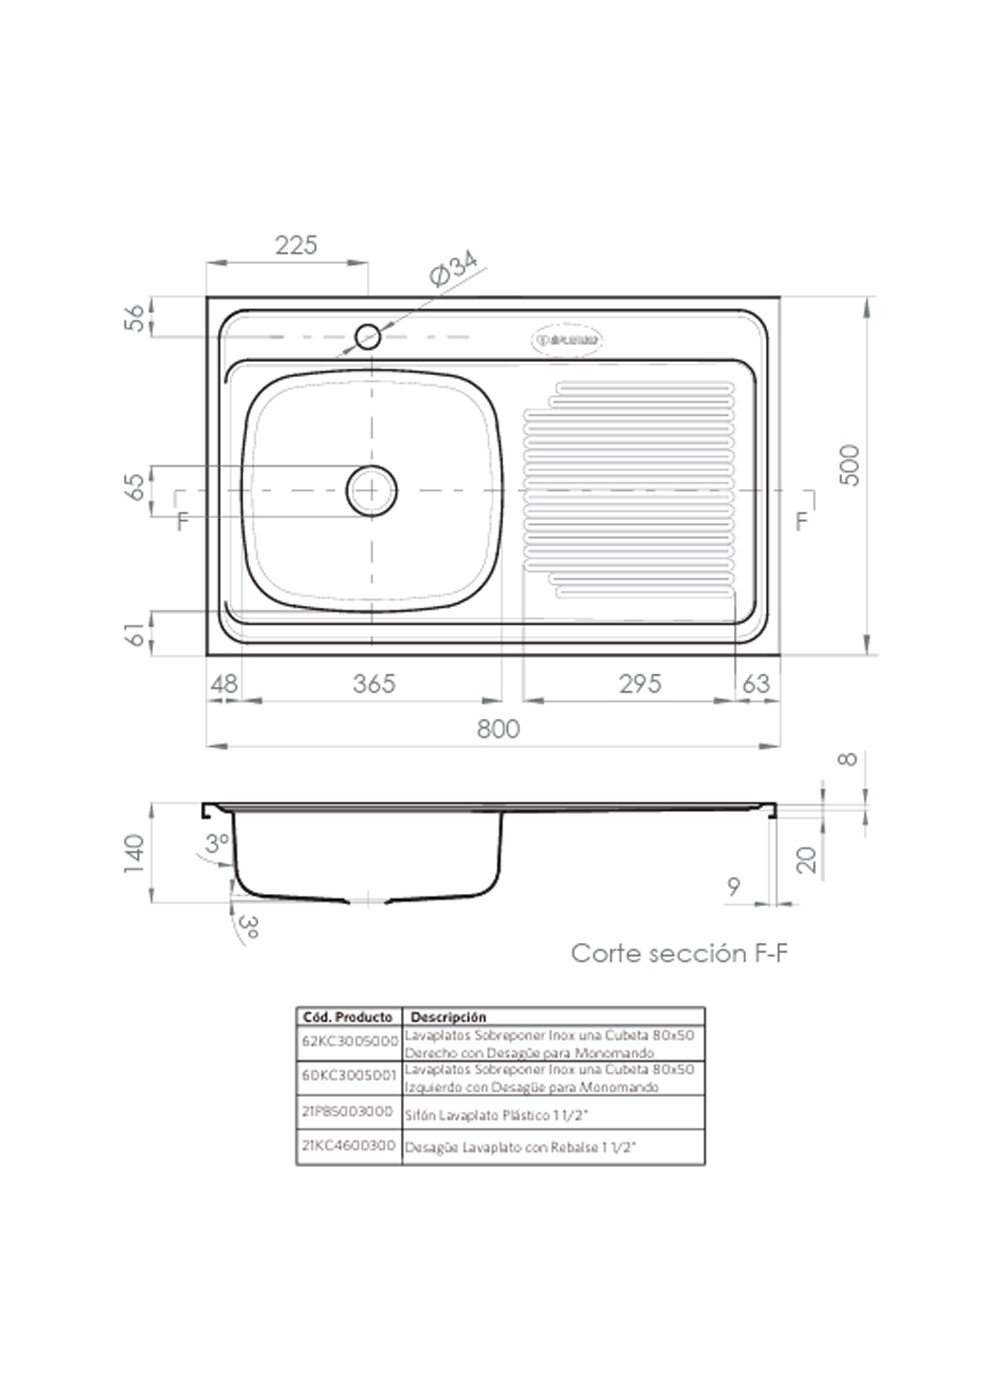 225
Ø34
56
65
F
F
500
61
48
365
295
63
800
8
140
3°
20
9
3°
Corte sección F-F
Cód. Producto Descripción
62KC3005000 Lavaplatos Sobreponer Inox una Cubeta 80x50
Derecho con Desagüe para Monomando
60KC3005001 Lavaplatos Sobreponer Inox una Cubeta 80x50
Izquierdo con Desagüe para Monomando
21PBS003000 Sifón Lavaplato Plástico 1 1/2"
21KC4600300 Desagüe Lavaplato con Rebalse 1 1/2"